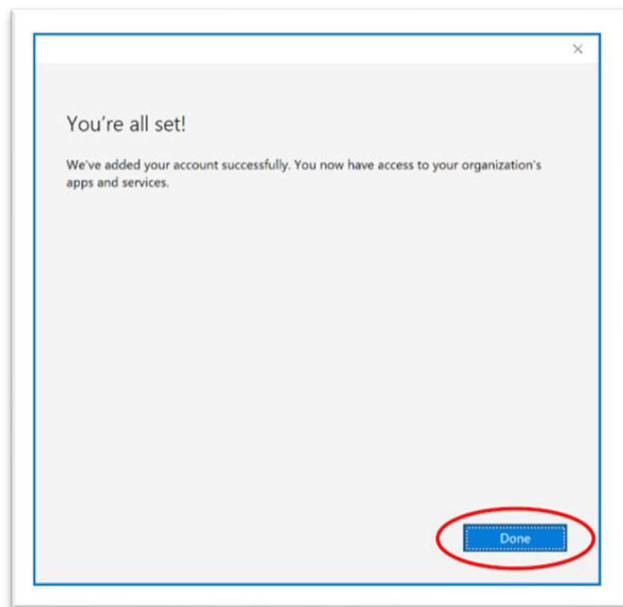 You're all set!
We've added your account successfully. You now have access to your organization's
apps and services.
Done